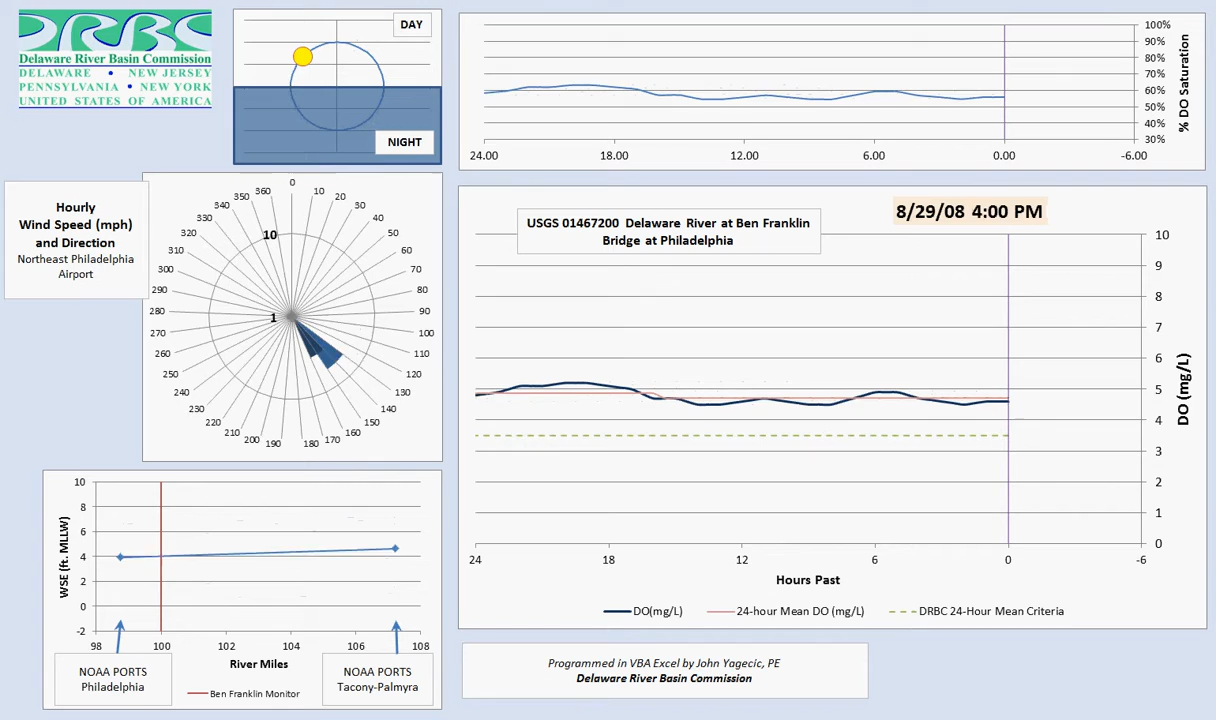 Delaware River Basin Commission
DELAWARE • NEW JERSEY
PENNSYLVANIA • NEW YORK
UNITED STATES OF AMERICA
DAY
NIGHT
100%
90%
80%
70%
60%
50%
40%
30%
% DO Saturation
24.00 18.00 12.00 6.00 0.00 -6.00
Hourly
Wind Speed (mph)
and Direction
Northeast Philadelphia
Airport
0
10
20
30
40
50
60
70
80
90
100
110
120
130
140
150
160
170
180
190
200
210
220
230
240
250
260
270
280
290
300
310
320
330
340
350
360
10
1
8/29/08 4:00 PM
USGS 01467200 Delaware River at Ben Franklin
Bridge at Philadelphia
10
9
8
7
6
5
4
3
2
1
0
DO (mg/L)
24 18 12 6 0 -6
Hours Past
DO(mg/L) 24-hour Mean DO (mg/L) DRBC 24-Hour Mean Criteria
10
8
6
4
2
0
-2
WSE (ft. MLLW)
98 100 102 104 106 108
River Miles
NOAA PORTS
Philadelphia
NOAA PORTS
Tacony-Palmyra
Ben Franklin Monitor
Programmed in VBA Excel by John Yagecic, PE
Delaware River Basin Commission